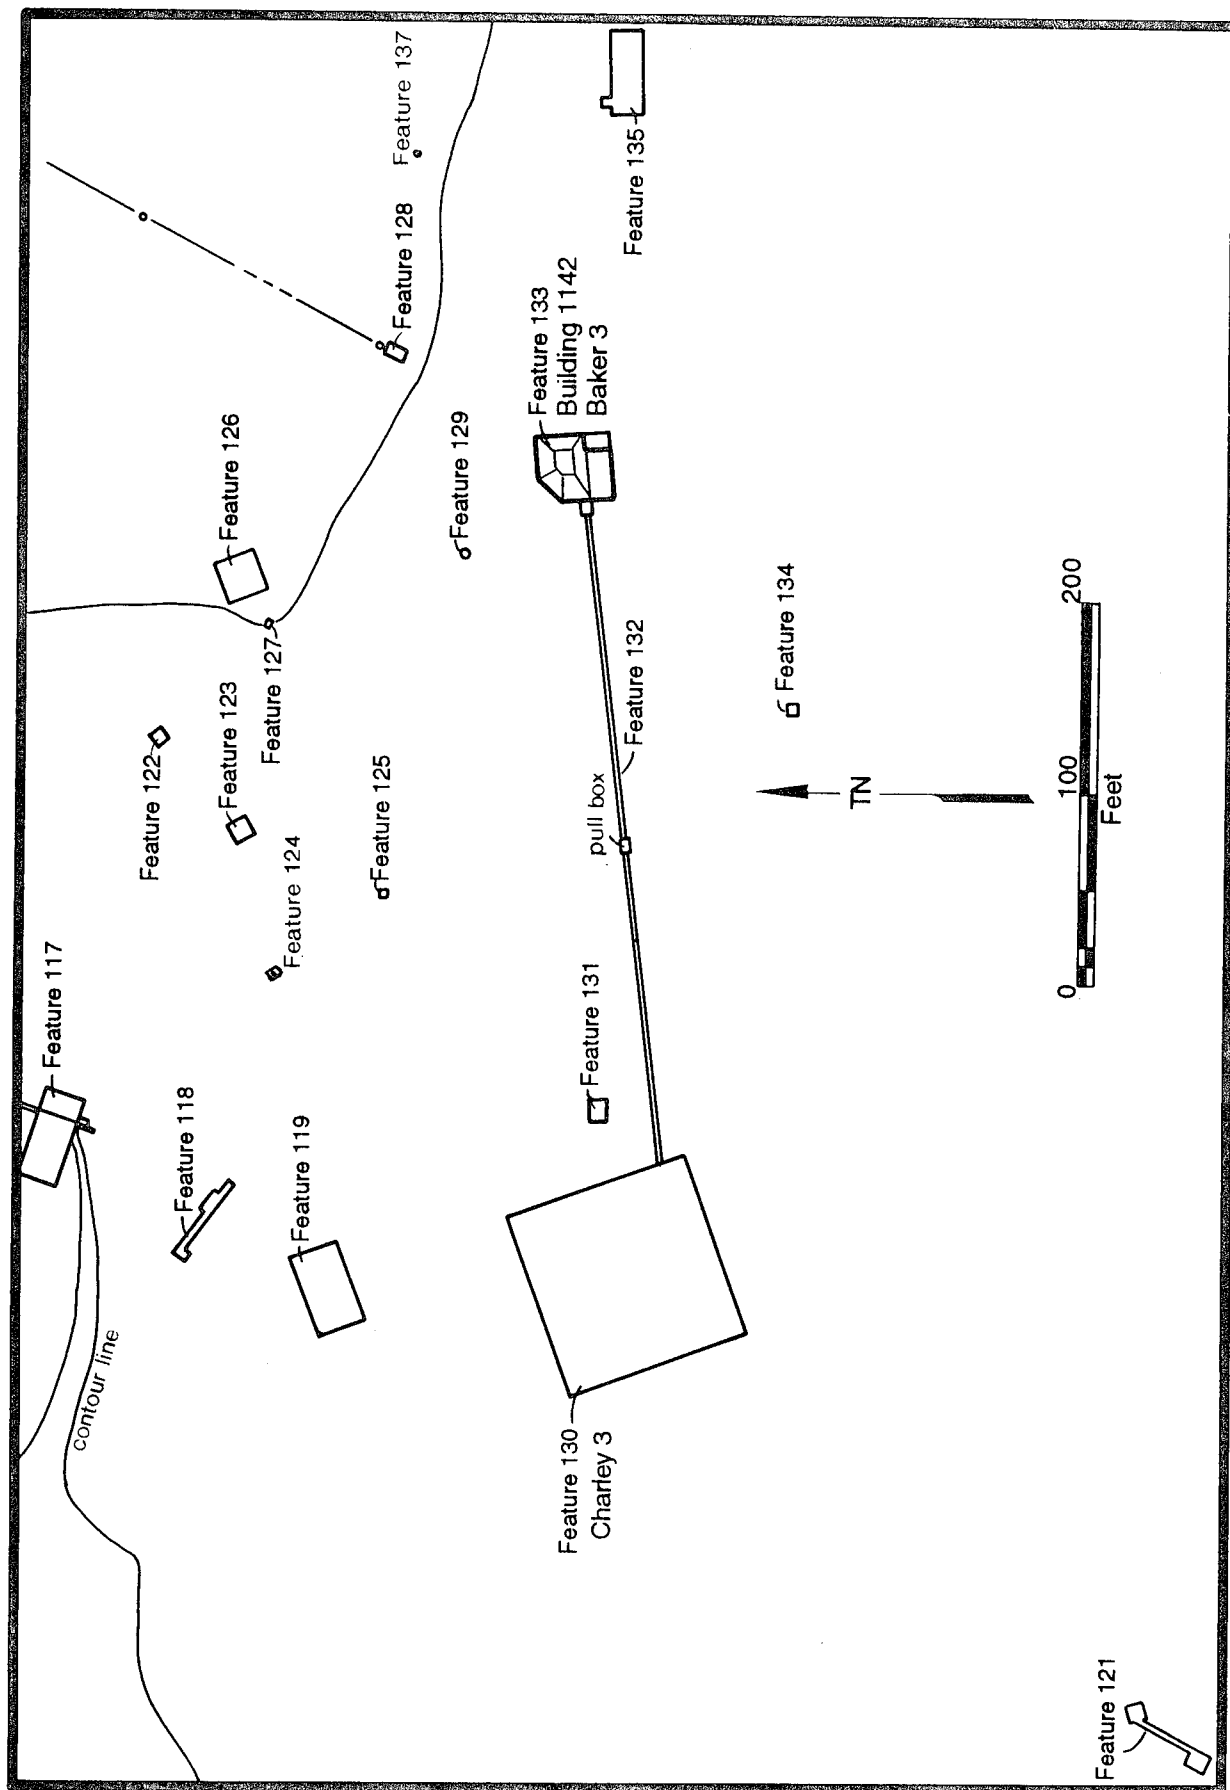 Feature 117
contour line
Feature 118
Feature 119
Feature 122
Feature 123
Feature 124
Feature 125
Feature 126
Feature 127
Feature 128
Feature 137
Feature 129
Feature 130
Charley 3
Feature 131
pull box
Feature 132
Feature 133
Building 1142
Baker 3
Feature 135
Feature 134
TN
0
100
200
Feet
Feature 121